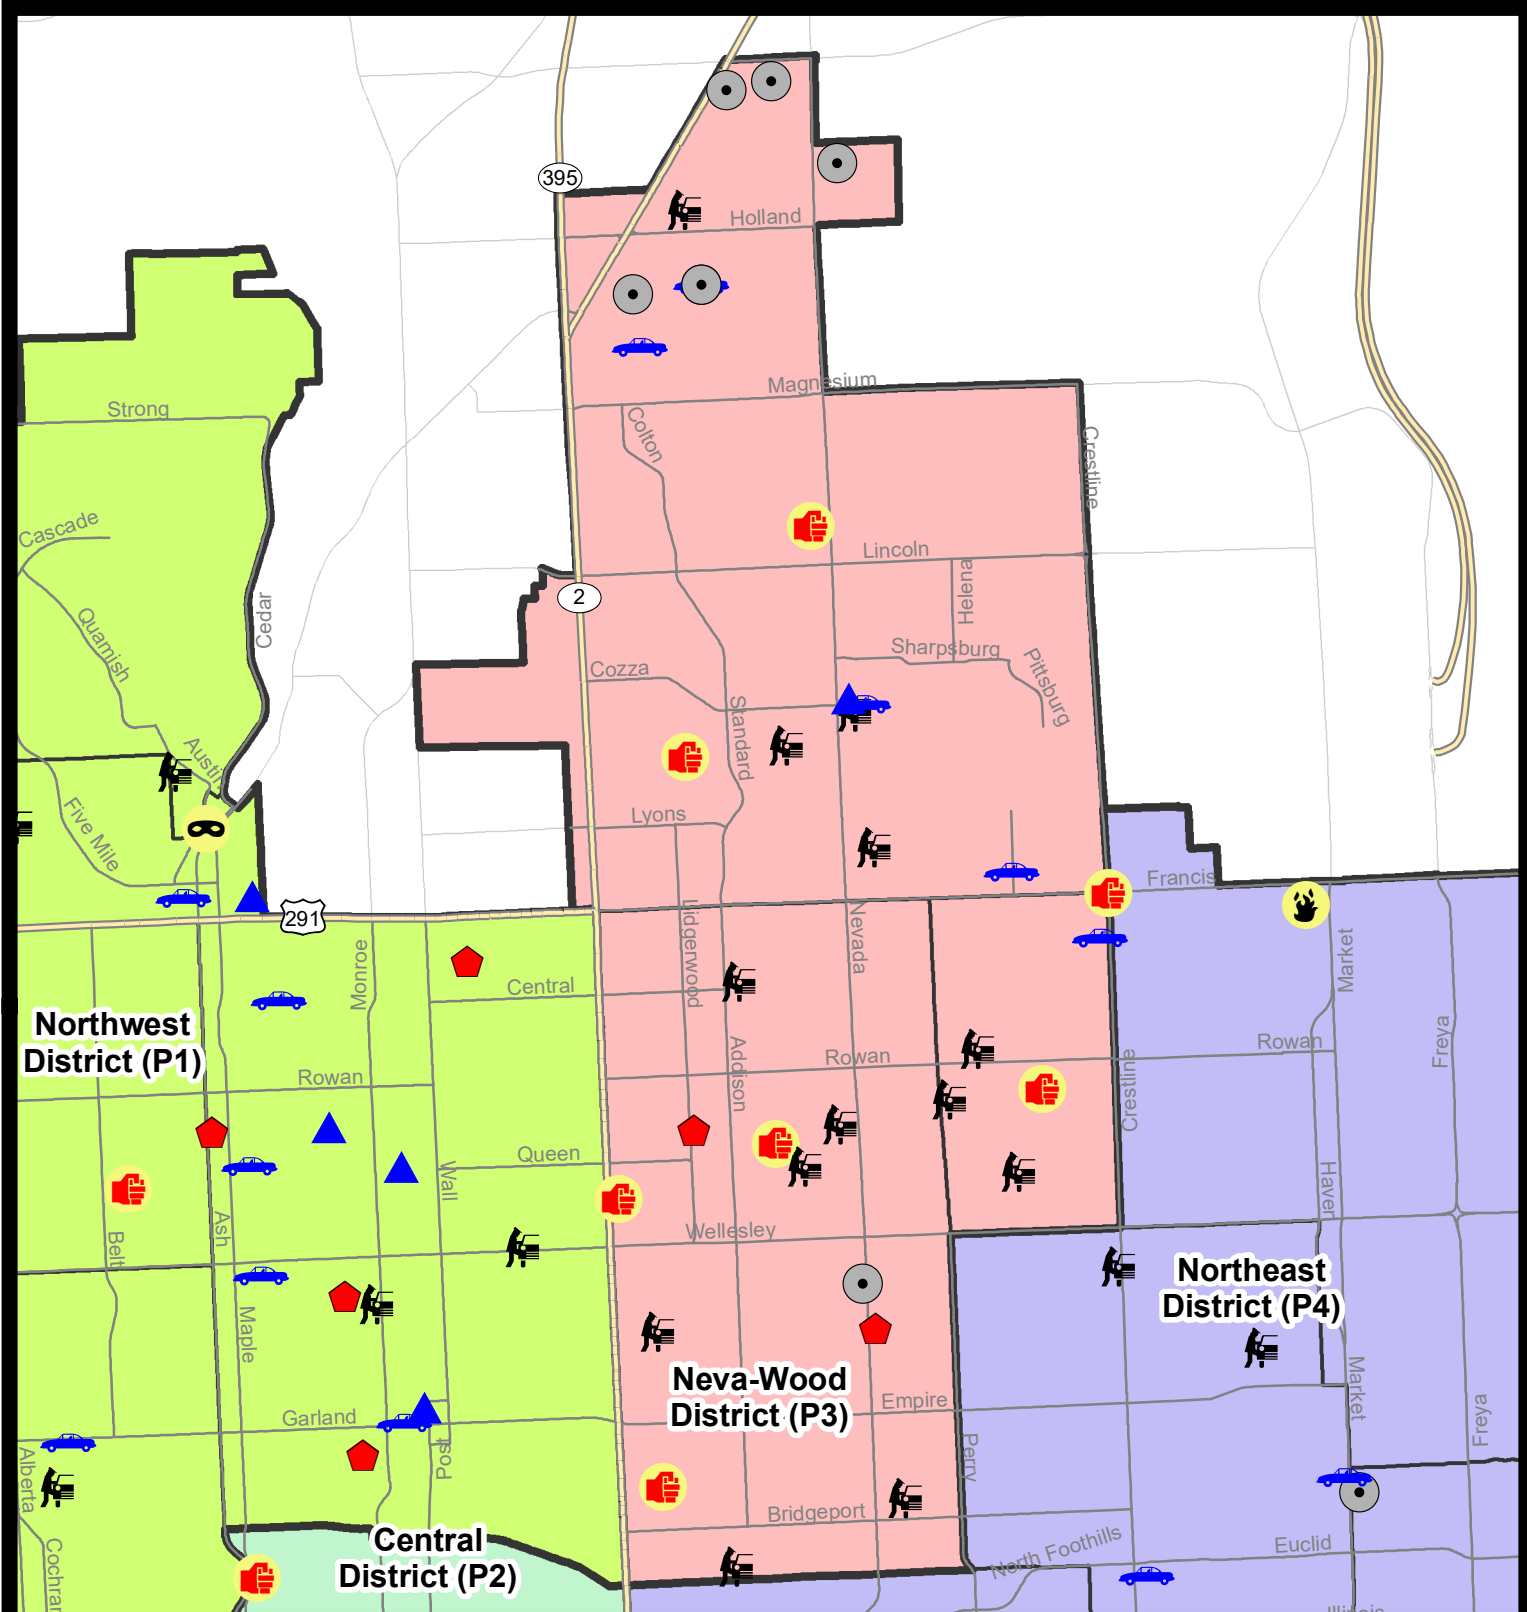 395
Holland
Magnesium
Strong
Colton
Crestline
Cascade
Lincoln
Helena
2
Cedar
Quamish
Sharpsburg
Cozza
Pittsburg
Standard
Austin
Five Mile
Lyons
Francis
291
Lidgerwood
Nevada
Market
Monroe
Central
Northwest
District (P1)
Freya
Rowan
Rowan
Rowan
Addison
Crestline
Queen
Wall
Haven
Ash
Belt
Wellesley
Northeast
District (P4)
Maple
Neva-Wood
District (P3)
Market
Empire
Garland
Freya
Post
Perry
Alberta
Bridgeport
Central
District (P2)
North Foothills
Euclid
Cochran